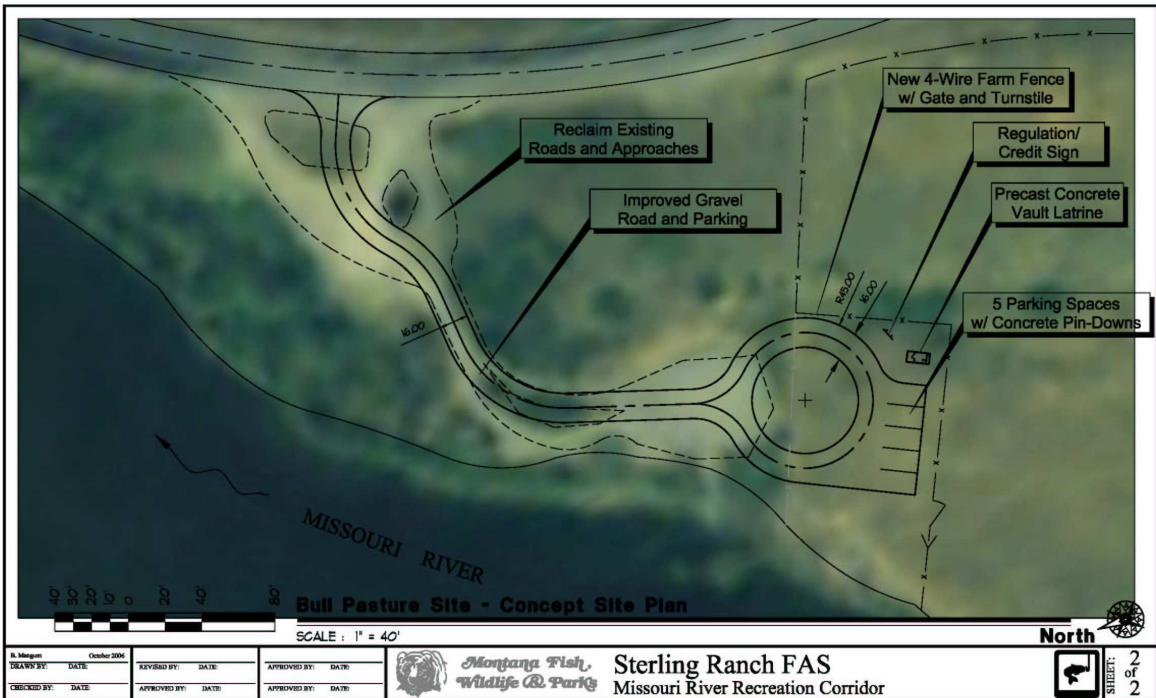 New 4-Wire Farm Fence
w/ Gate and Turnstile
Reclaim Existing
Roads and Approaches
Regulation/
Credit Sign
Improved Gravel
Road and Parking
Precast Concrete
Vault Latrine
R45.00
16.00
5 Parking Spaces
w/ Concrete Pin-Downs
16.00
MISSOURI RIVER
40' 30' 20' 10' 0 20' 40' 80'
Bull Pasture Site - Concept Site Plan
SCALE : 1" = 40'
North
B. Mangum October 2006
DRAWN BY: DATE:
REVISED BY: DATE:
APPROVED BY: DATE:
CHECKED BY: DATE:
APPROVED BY: DATE:
APPROVED BY: DATE:
Montana Fish,
Wildlife & Parks
Sterling Ranch FAS
Missouri River Recreation Corridor
SHEET:
2
of
2